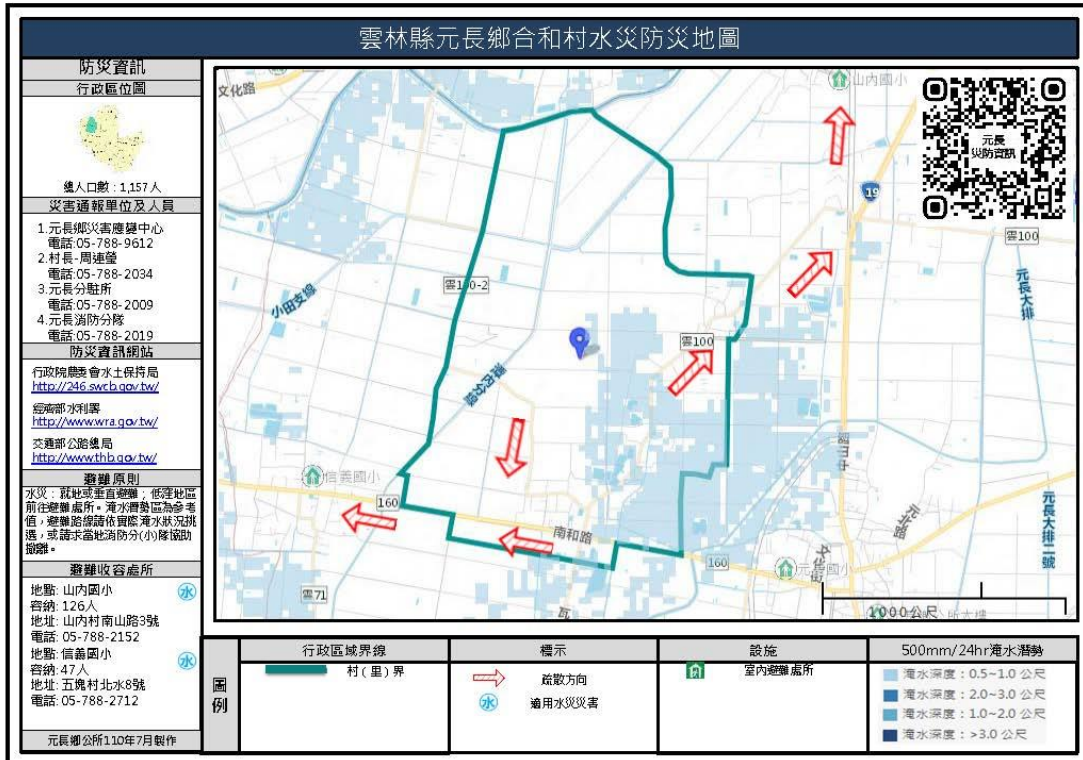 雲林縣元長鄉合和村水災防災地圖
防災資訊
行政區位圖
總人口數：1,157人
災害通報單位及人員
1.元長鄉災害應變中心
電話:05-788-9612
2.村長-周連螢
電話:05-788-2034
3.元長分駐所
電話:05-788-2009
4.元長消防分隊
電話:05-788-2019
防災資訊網站
行政院農委會水土保持局
http://246.swcb.gov.tw/
經濟部水利署
http://www.wra.gov.tw/
交通部公路總局
http://www.thb.gov.tw/
避難原則
水災：就地或垂直避難；低窪地區
前往避難處所。淹水潛勢區為參考
值，避難路線請依實際淹水狀況挑
選，或請求當地消防分(小)隊協助
撤離。
避難收容處所
地點: 山內國小
水
容納: 126人
地址: 山內村南山路3號
電話: 05-788-2152
地點: 信義國小
水
容納: 47人
地址: 五塊村北水8號
電話: 05-788-2712
元長鄉公所110年7月製作
文化路
山內國小
元長
災防資訊
19
雲100
元長大排
小田支線
雲100
信義國小
160
南和路
160
元北路
文化街
元長國小
元長大排二號
雲71
瓦
1000公尺
圖例
行政區域界線
村(里)界
標示
疏散方向
水
適用水災災害
設施
室內避難處所
500mm/24hr淹水潛勢
淹水深度：0.5~1.0 公尺
淹水深度：2.0~3.0 公尺
淹水深度：1.0~2.0 公尺
淹水深度：>3.0 公尺